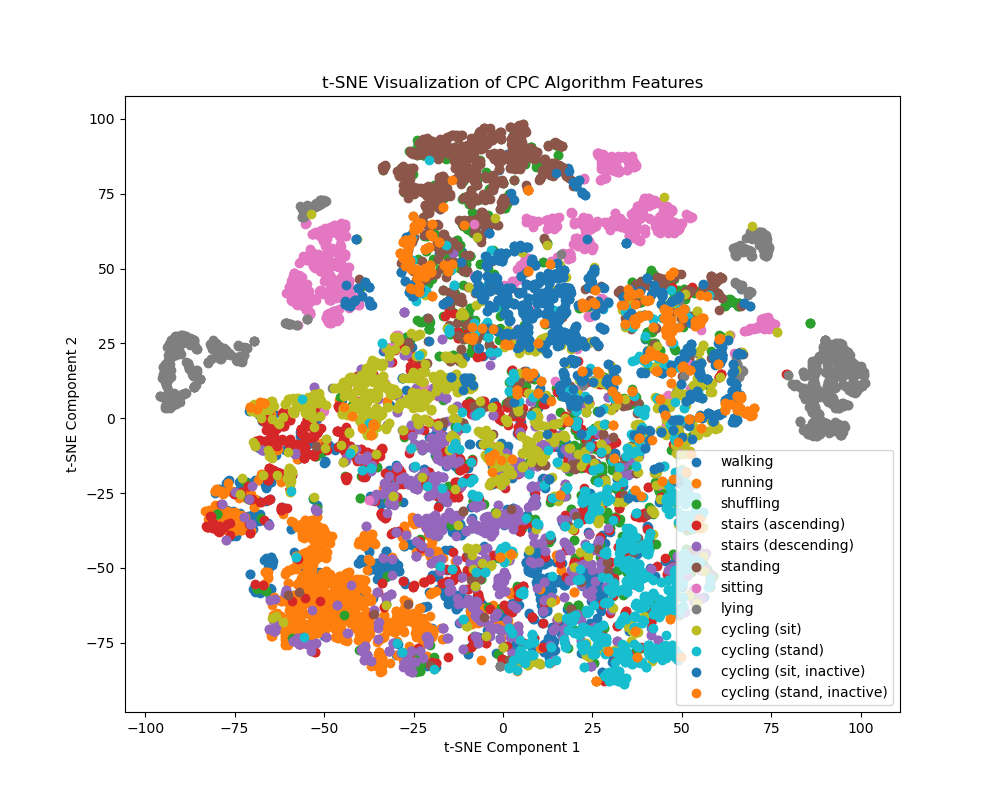 t-SNE Visualization of CPC Algorithm Features
100
75
50
25
0
−25
−50
−75
t-SNE Component 2
walking
running
shuffling
stairs (ascending)
stairs (descending)
standing
sitting
lying
cycling (sit)
cycling (stand)
cycling (sit, inactive)
cycling (stand, inactive)
−100
−75
−50
−25
0
25
50
75
100
t-SNE Component 1